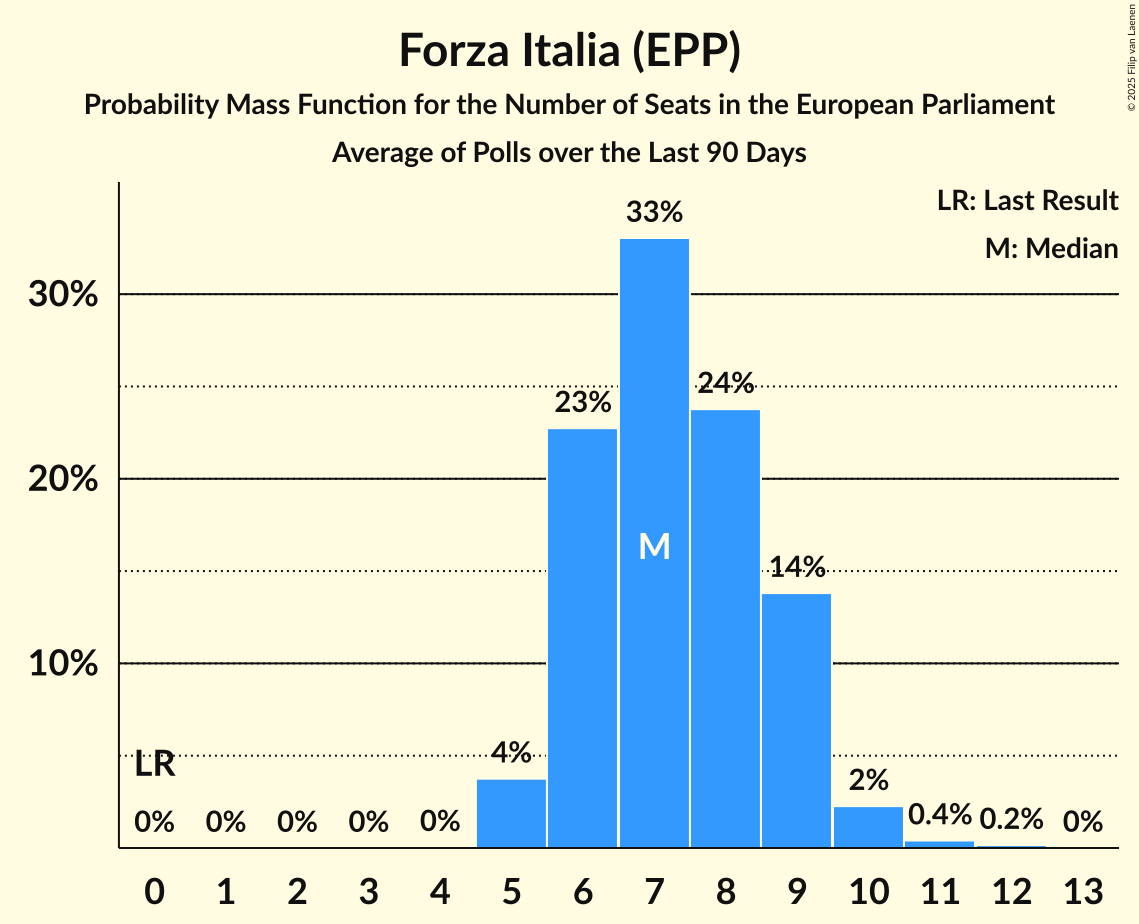 Forza Italia (EPP)
Probability Mass Function for the Number of Seats in the European Parliament
Average of Polls over the Last 90 Days
© 2025 Filip van Laenen
LR: Last Result
M: Median
30%
20%
10%
LR
0%
0%
0%
0%
0%
4%
23%
33%
M
24%
14%
2%
0.4%
0.2%
0%
0 1 2 3 4 5 6 7 8 9 10 11 12 13